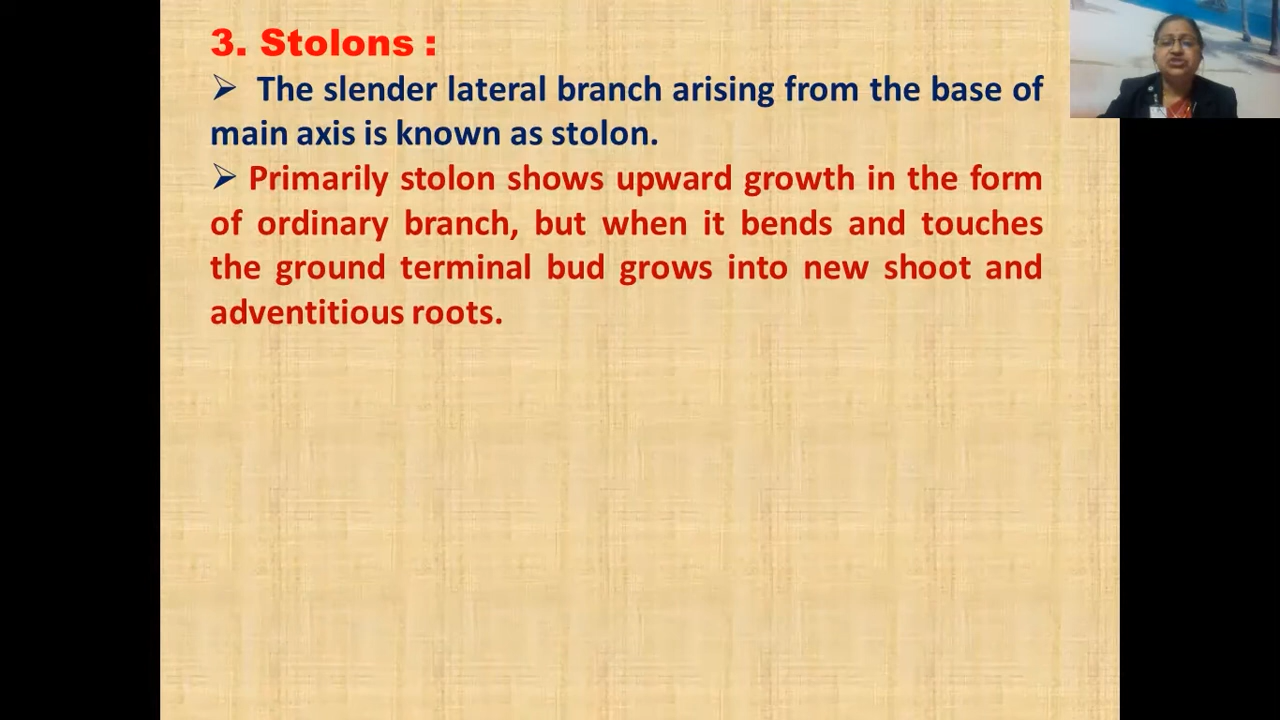 3. Stolons :
➢ The slender lateral branch arising from the base of
main axis is known as stolon.
➢ Primarily stolon shows upward growth in the form
of ordinary branch, but when it bends and touches
the ground terminal bud grows into new shoot and
adventitious roots.